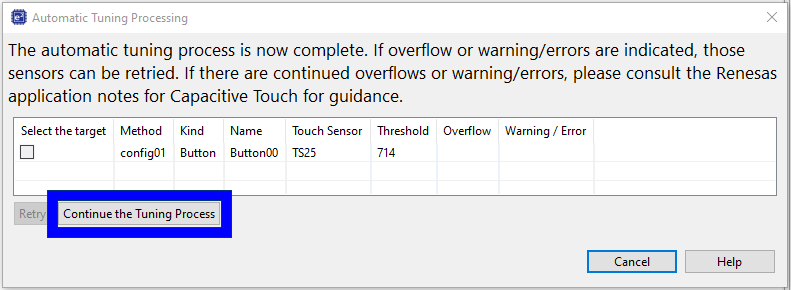 Automatic Tuning Processing
The automatic tuning process is now complete. If overflow or warning/errors are indicated, those
sensors can be retried. If there are continued overflows or warning/errors, please consult the Renesas
application notes for Capacitive Touch for guidance.
Select the target Method Kind Name Touch Sensor Threshold Overflow Warning / Error
config01 Button Button00 TS25 714
Retry Continue the Tuning Process
Cancel Help